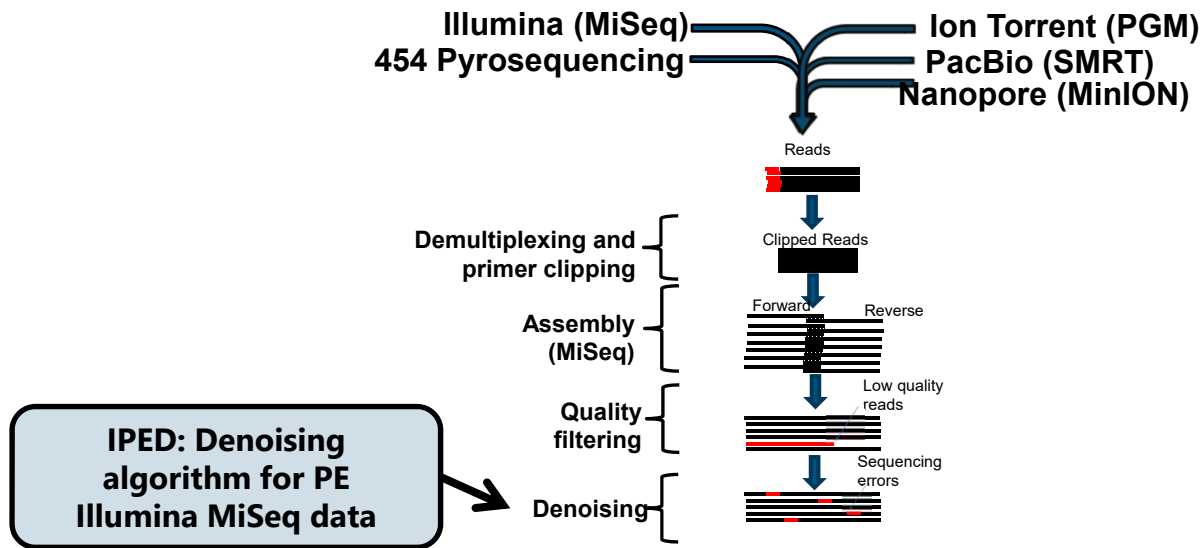 Illumina (MiSeq)
454 Pyrosequencing
Ion Torrent (PGM)
PacBio (SMRT)
Nanopore (MinION)
Reads
Demultiplexing and
primer clipping
Clipped Reads
Assembly
(MiSeq)
Forward
Reverse
Quality
filtering
Low quality
reads
IPED: Denoising
algorithm for PE
Illumina MiSeq data
Denoising
Sequencing
errors